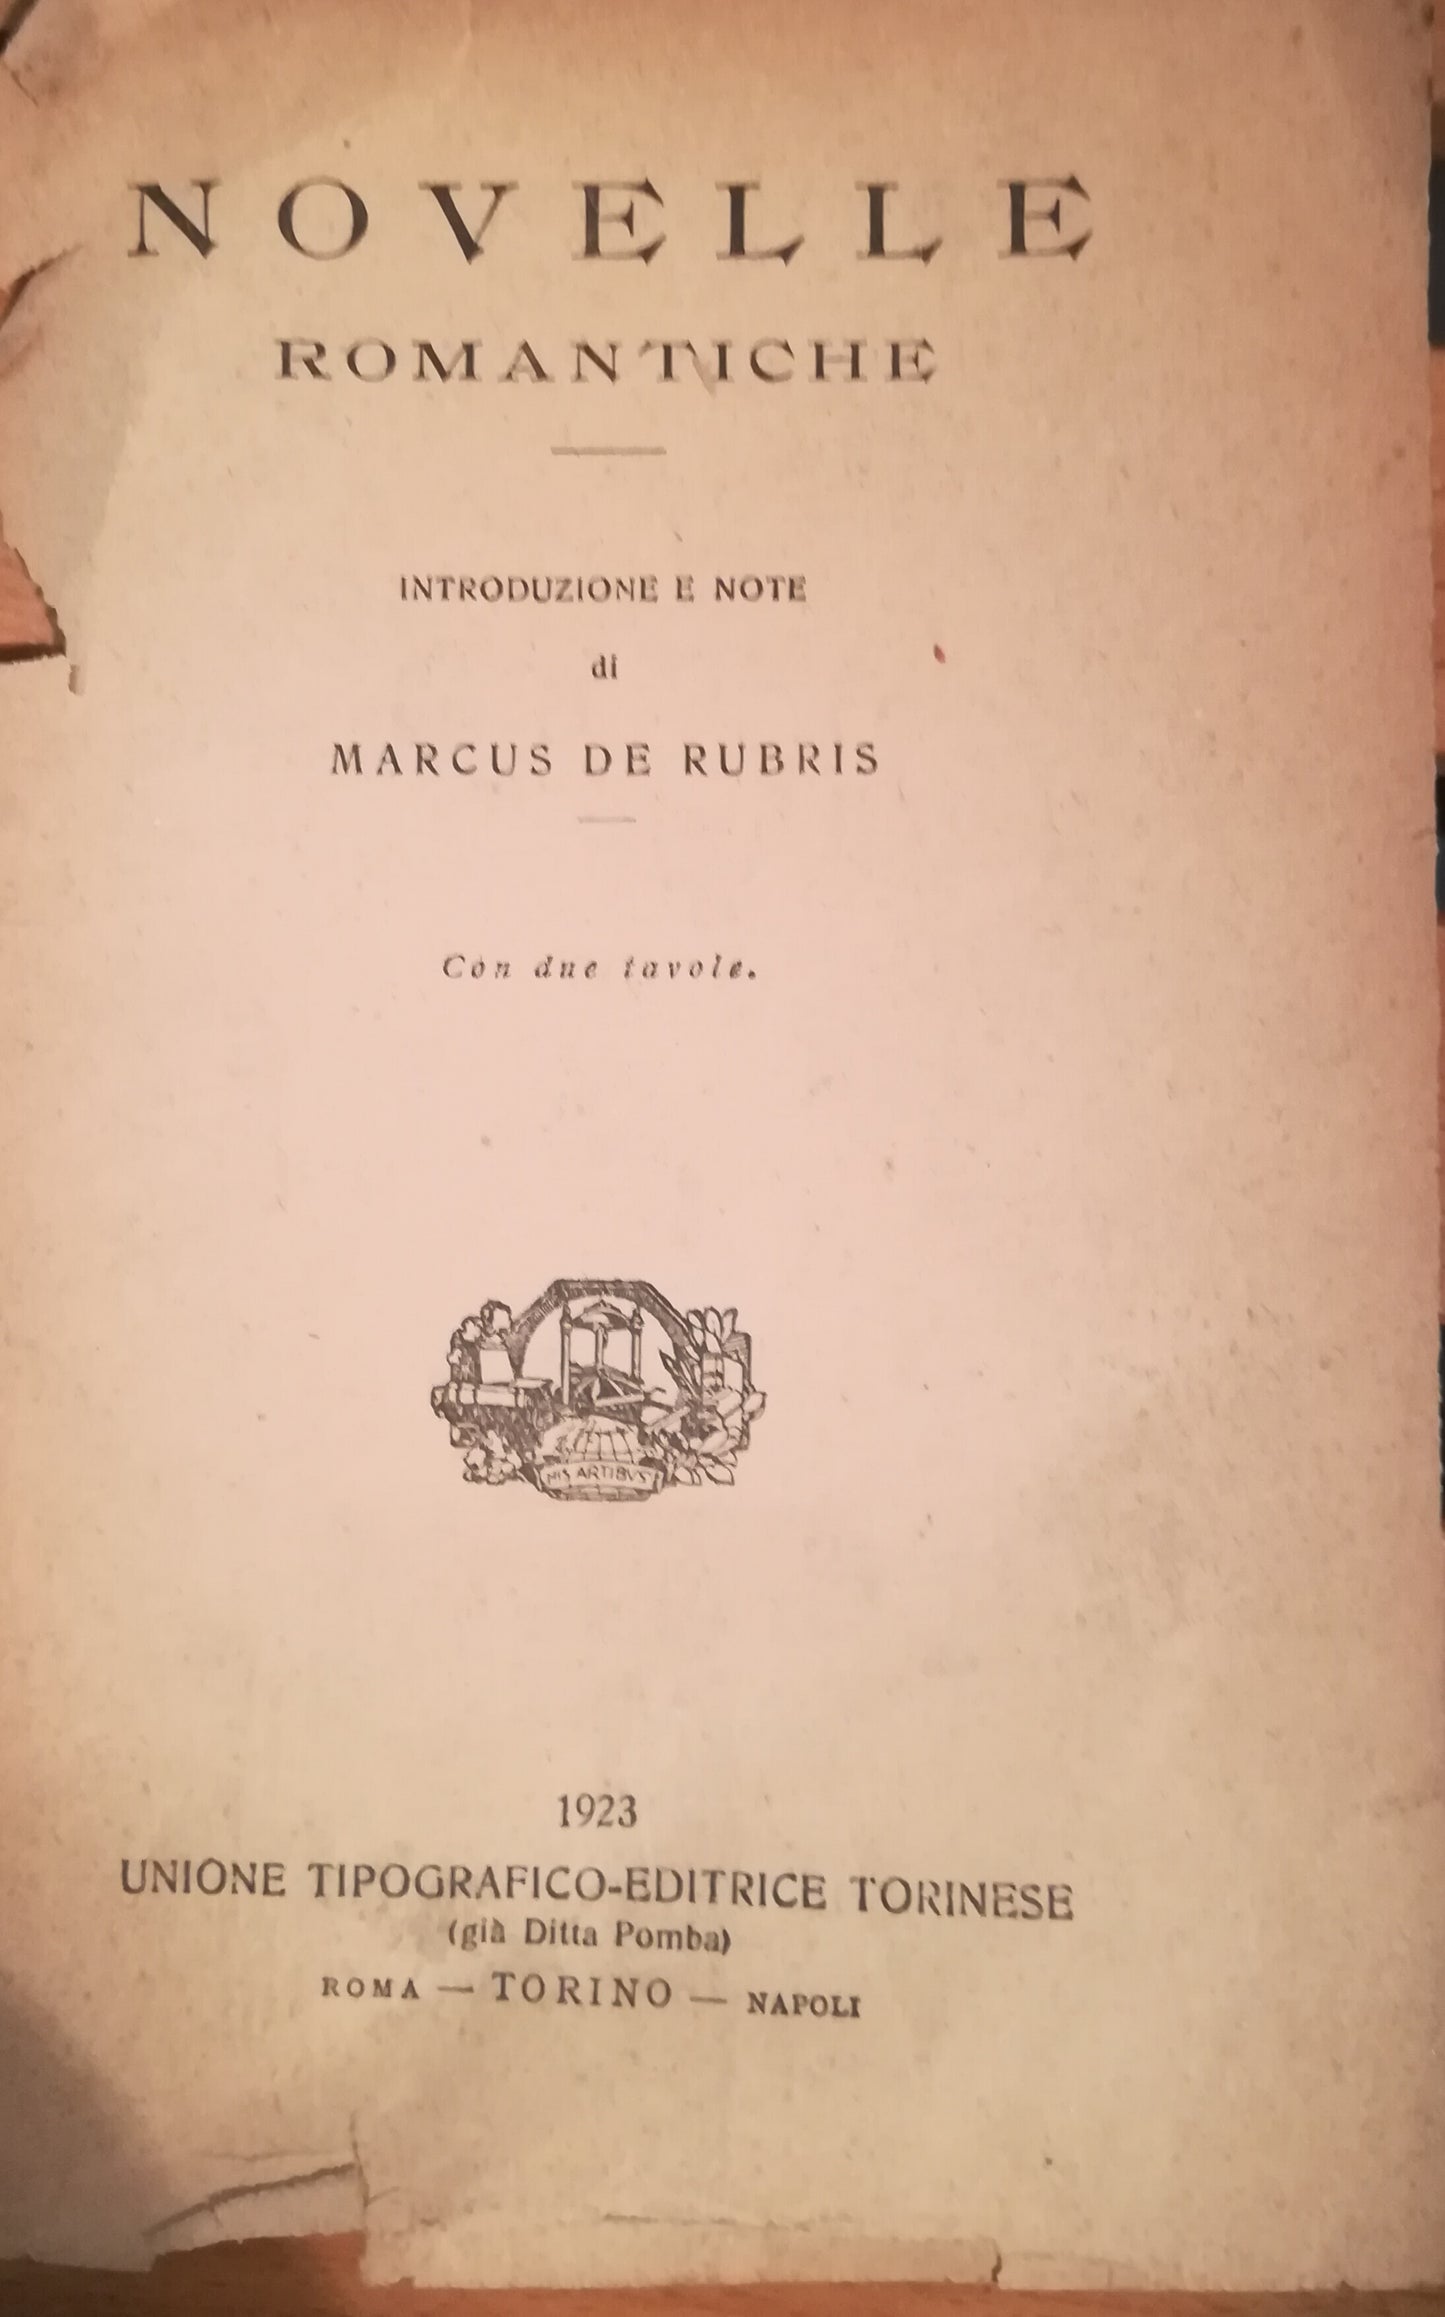 NOVELLE
ROMANTICHE
INTRODUZIONE E NOTE
di
MARCUS DE RUBRIS
Con due tavole.
HIS ARTIBVS
1923
UNIONE TIPOGRAFICO-EDITRICE TORINESE
(già Ditta Pomba)
ROMA — TORINO — NAPOLI